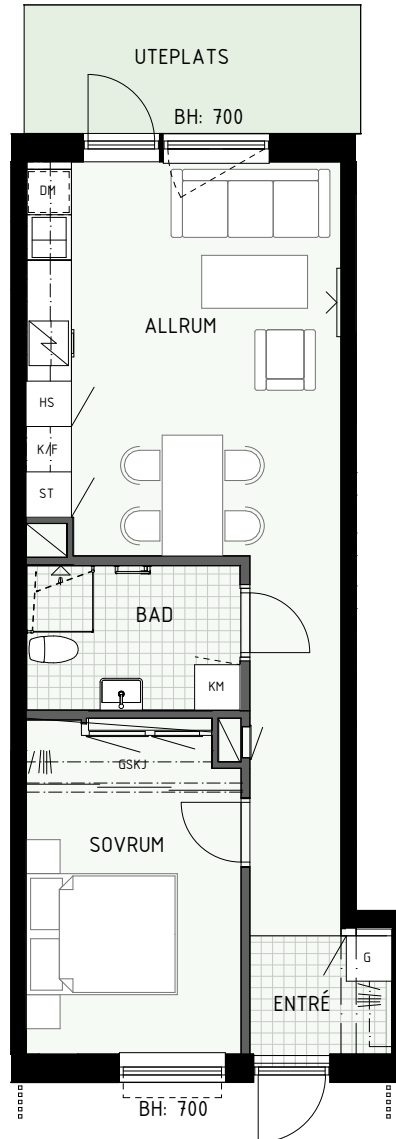 UTEPLATS
BH: 700
DM
ALLRUM
HS
K/F
ST
BAD
KM
GSKJ
SOVRUM
G
ENTRÉ
BH: 700